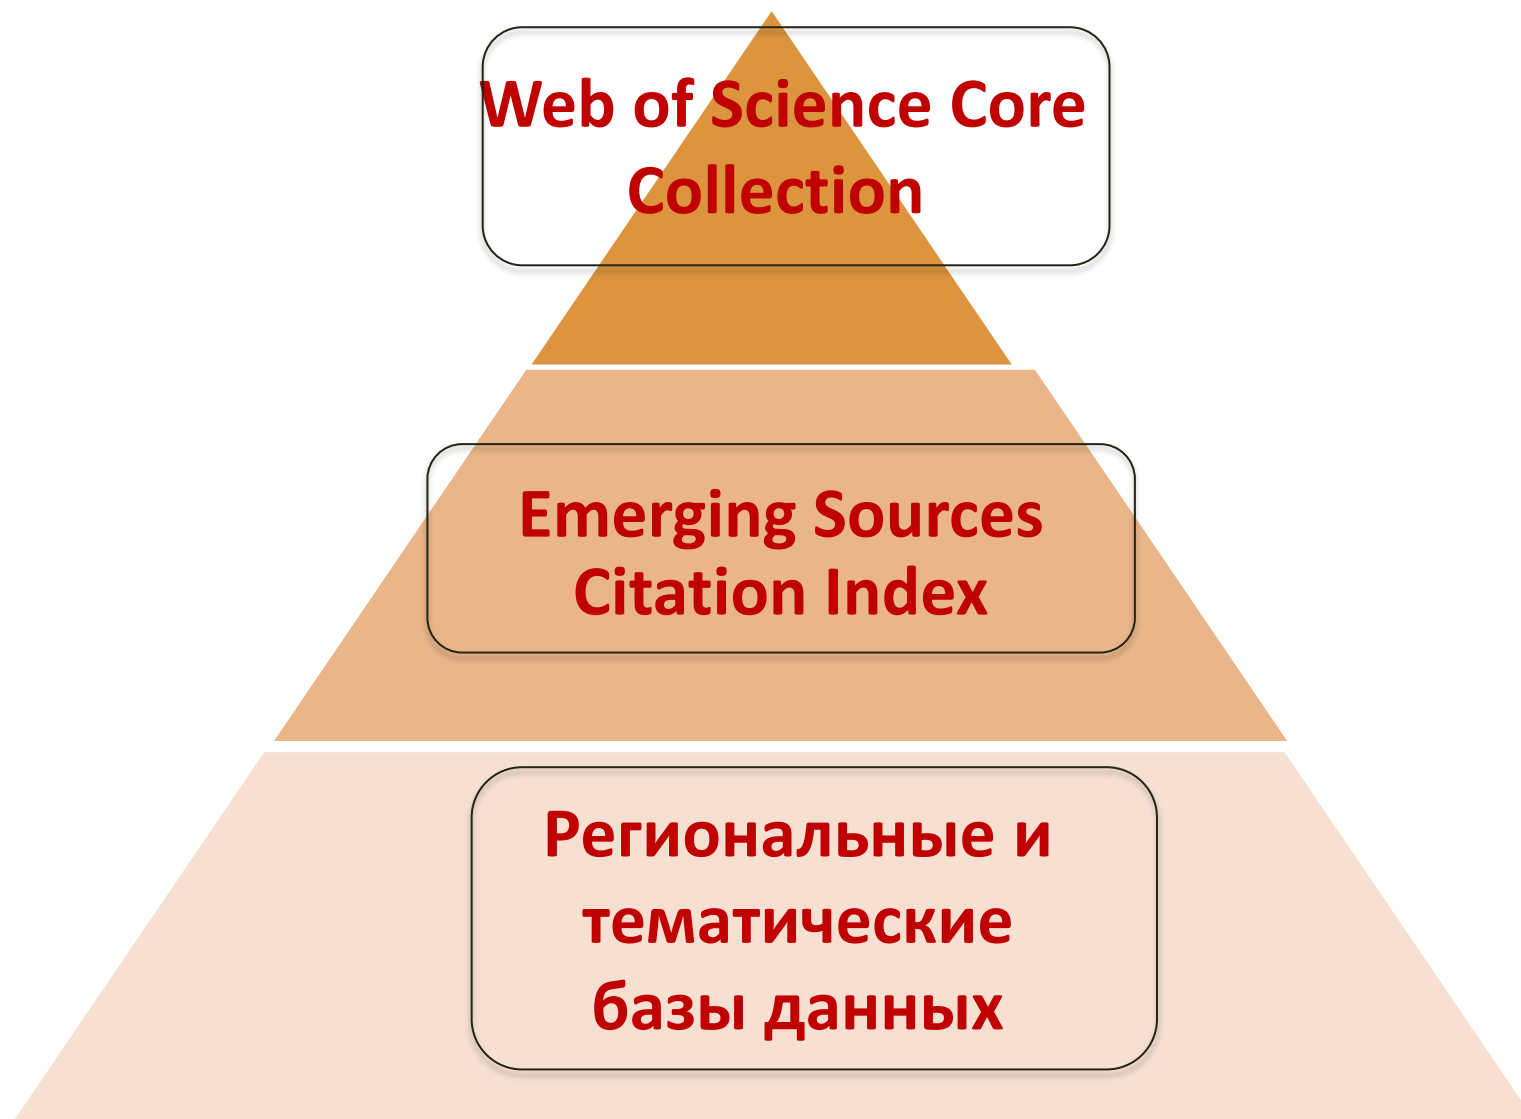 Web of Science Core
Collection
Emerging Sources
Citation Index
Региональные и
тематические
базы данных